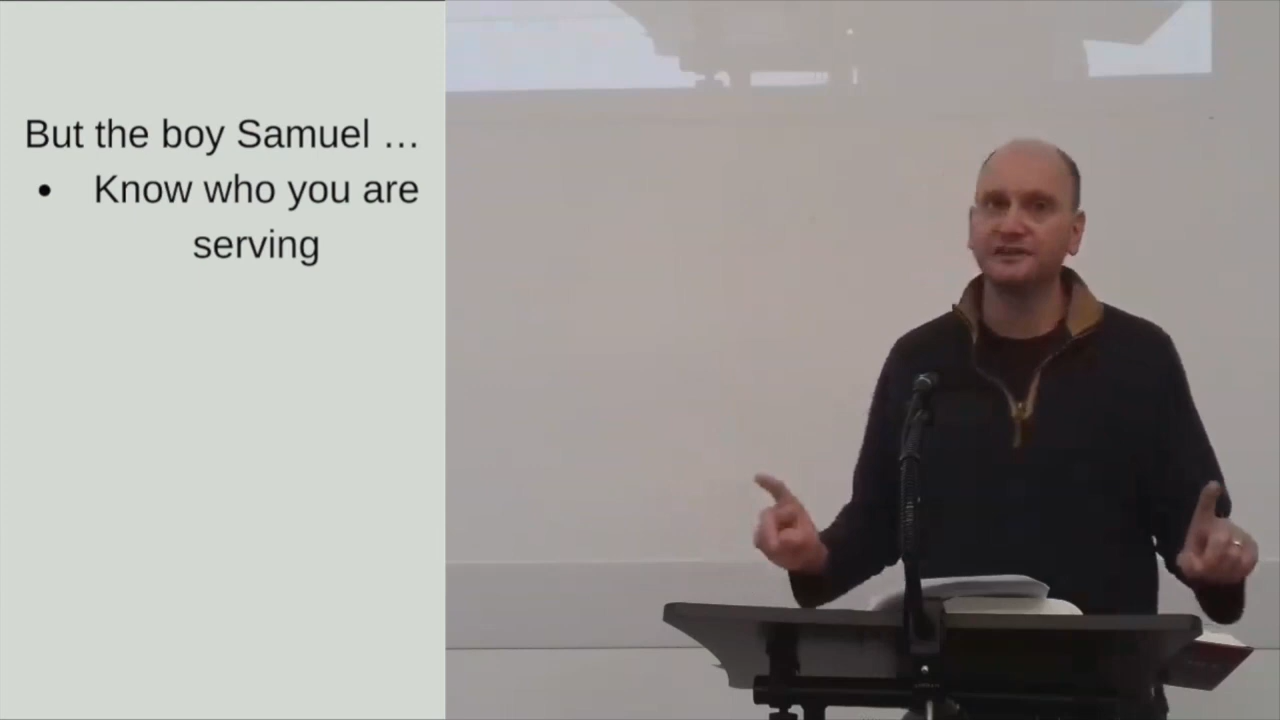 But the boy Samuel …
• Know who you are
serving